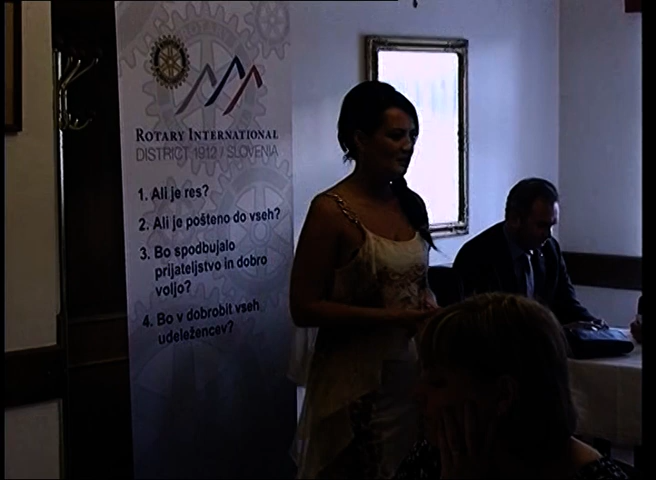 ROTARY INTERNATIONAL
DISTRICT 1912 / SLOVENIA
1. Ali je res?
2. Ali je pošteno do vseh?
3. Bo spodbujalo
prijateljstvo in dobro
voljo?
4. Bo v dobrobit vseh
udeležencev?